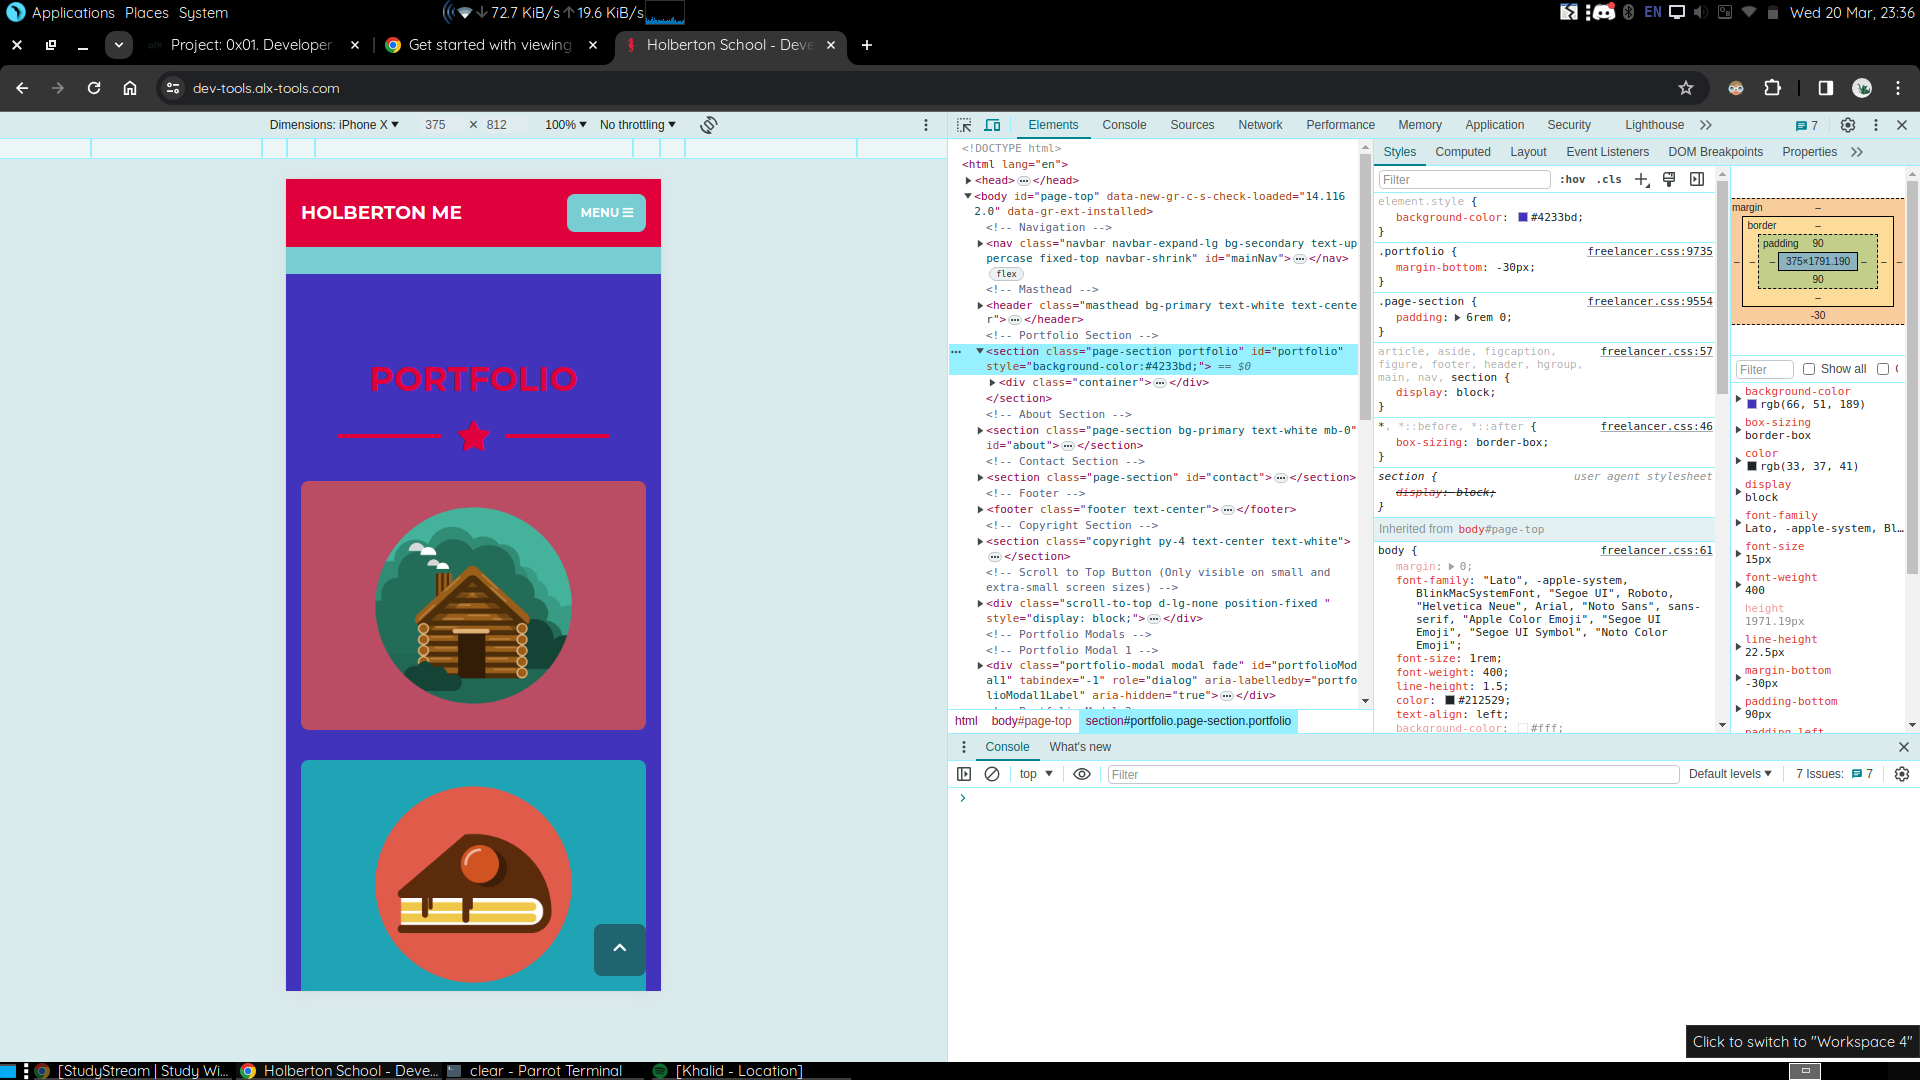 Applications Places System
72.7 KiB/s 19.6 KiB/s
EN
Wed 20 Mar, 23:36
Project: 0x01. Developer
Get started with viewing
Holberton School - Deve
dev-tools.alx-tools.com
Dimensions: iPhone X 375 × 812 100% No throttling
HOLBERTON ME
MENU
PORTFOLIO
Elements Console Sources Network Performance Memory Application Security Lighthouse
7
<!DOCTYPE html>
<html lang="en">
<head> </head>
<body id="page-top" data-new-gr-c-s-check-loaded="14.116
2.0" data-gr-ext-installed>
<!-- Navigation -->
<nav class="navbar navbar-expand-lg bg-secondary text-up
percase fixed-top navbar-shrink" id="mainNav"> </nav>
flex
<!-- Masthead -->
<header class="masthead bg-primary text-white text-cente
r"> </header>
<!-- Portfolio Section -->
<section class="page-section portfolio" id="portfolio"
style="background-color:#4233bd;"> == $0
<div class="container"> </div>
</section>
<!-- About Section -->
<section class="page-section bg-primary text-white mb-0"
id="about"> </section>
<!-- Contact Section -->
<section class="page-section" id="contact"> </section>
<!-- Footer -->
<footer class="footer text-center"> </footer>
<!-- Copyright Section -->
<section class="copyright py-4 text-center text-white">
</section>
<!-- Scroll to Top Button (Only visible on small and
extra-small screen sizes) -->
<div class="scroll-to-top d-lg-none position-fixed "
style="display: block;"> </div>
<!-- Portfolio Modals -->
<!-- Portfolio Modal 1 -->
<div class="portfolio-modal modal fade" id="portfolioMod
al1" tabindex="-1" role="dialog" aria-labelledby="portfo
lioModal1Label" aria-hidden="true"> </div>
html body#page-top section#portfolio.page-section.portfolio
Styles Computed Layout Event Listeners DOM Breakpoints Properties
Filter :hov .cls
element.style {
background-color: #4233bd;
}
.portfolio { freelancer.css:9735
margin-bottom: -30px;
}
.page-section { freelancer.css:9554
padding: 6rem 0;
}
article, aside, figcaption, freelancer.css:57
figure, footer, header, hgroup,
main, nav, section {
display: block;
}
*, *::before, *::after { freelancer.css:46
box-sizing: border-box;
}
section { user agent stylesheet
display: block;
}
Inherited from body#page-top
body { freelancer.css:61
margin: 0;
font-family: "Lato", -apple-system,
BlinkMacSystemFont, "Segoe UI", Roboto,
"Helvetica Neue", Arial, "Noto Sans", sans-
serif, "Apple Color Emoji", "Segoe UI
Emoji", "Segoe UI Symbol", "Noto Color
Emoji";
font-size: 1rem;
font-weight: 400;
line-height: 1.5;
color: #212529;
text-align: left;
background-color: #fff;
margin –
border –
padding 90
– – – 375×1791.190 – – –
90
–
-30
Filter Show all
background-color
rgb(66, 51, 189)
box-sizing
border-box
color
rgb(33, 37, 41)
display
block
font-family
Lato, -apple-system, Bl…
font-size
15px
font-weight
400
height
1971.19px
line-height
22.5px
margin-bottom
-30px
padding-bottom
90px
padding-left
Console What's new
top Filter Default levels 7 Issues: 7
Click to switch to "Workspace 4"
[StudyStream | Study Wi...
Holberton School - Deve...
clear - Parrot Terminal
[Khalid - Location]